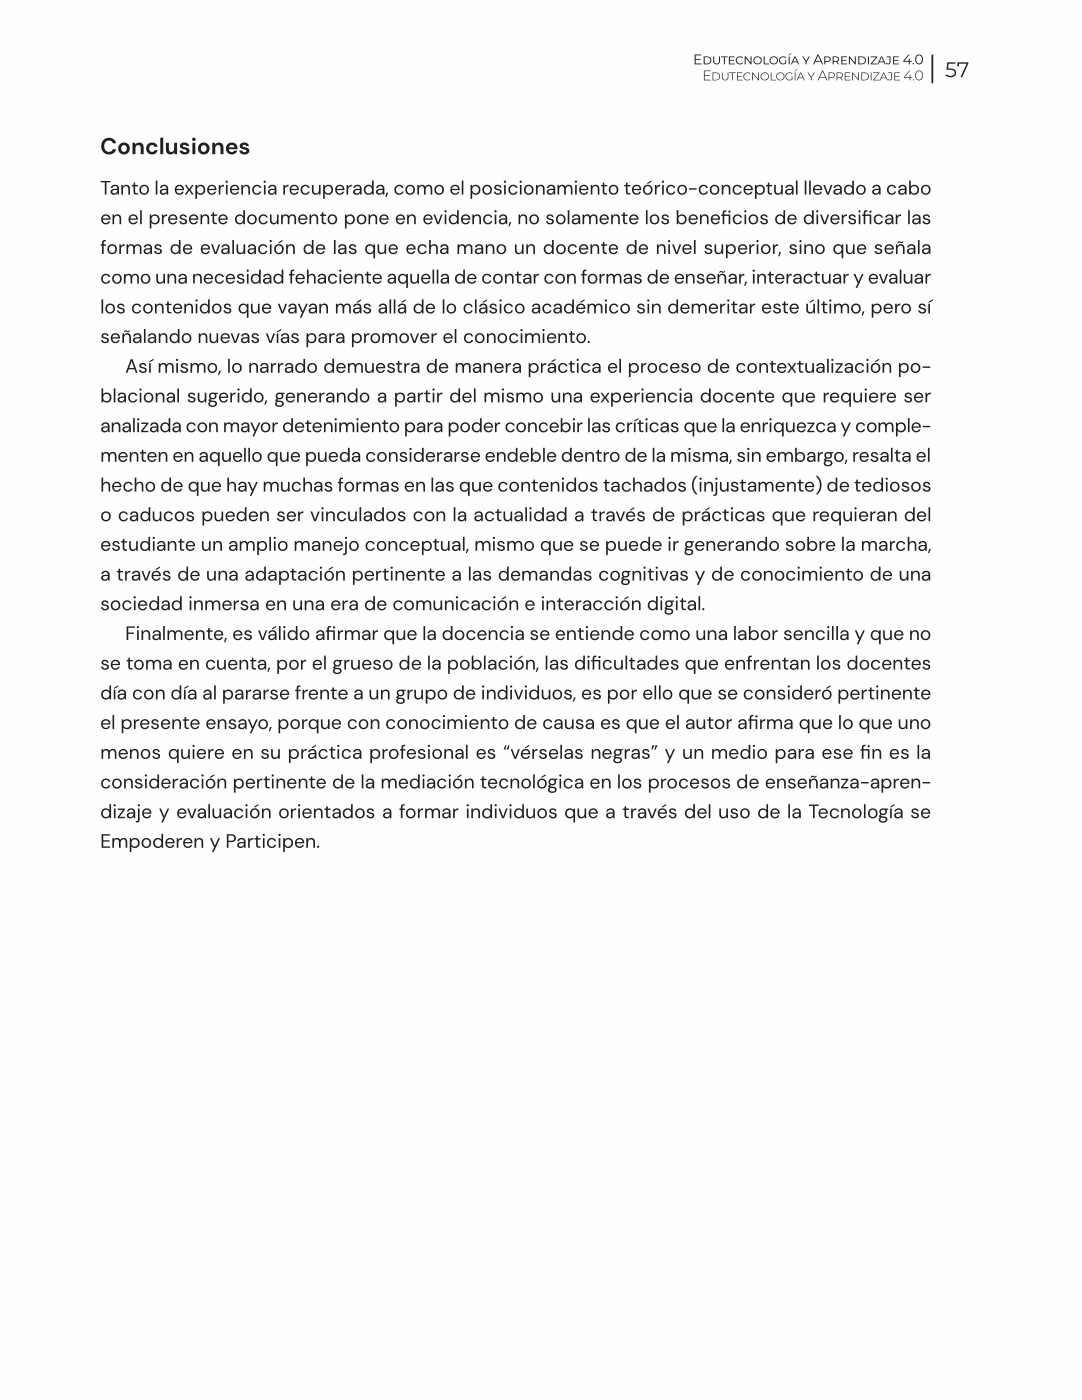 Edutecnología y Aprendizaje 4.0
Edutecnología y Aprendizaje 4.0
57
Conclusiones
Tanto la experiencia recuperada, como el posicionamiento teórico-conceptual llevado a cabo
en el presente documento pone en evidencia, no solamente los beneficios de diversificar las
formas de evaluación de las que echa mano un docente de nivel superior, sino que señala
como una necesidad fehaciente aquella de contar con formas de enseñar, interactuar y evaluar
los contenidos que vayan más allá de lo clásico académico sin demeritar este último, pero sí
señalando nuevas vías para promover el conocimiento.
Así mismo, lo narrado demuestra de manera práctica el proceso de contextualización po-
blacional sugerido, generando a partir del mismo una experiencia docente que requiere ser
analizada con mayor detenimiento para poder concebir las críticas que la enriquezca y comple-
menten en aquello que pueda considerarse endeble dentro de la misma, sin embargo, resalta el
hecho de que hay muchas formas en las que contenidos tachados (injustamente) de tediosos
o caducos pueden ser vinculados con la actualidad a través de prácticas que requieran del
estudiante un amplio manejo conceptual, mismo que se puede ir generando sobre la marcha,
a través de una adaptación pertinente a las demandas cognitivas y de conocimiento de una
sociedad inmersa en una era de comunicación e interacción digital.
Finalmente, es válido afirmar que la docencia se entiende como una labor sencilla y que no
se toma en cuenta, por el grueso de la población, las dificultades que enfrentan los docentes
día con día al pararse frente a un grupo de individuos, es por ello que se consideró pertinente
el presente ensayo, porque con conocimiento de causa es que el autor afirma que lo que uno
menos quiere en su práctica profesional es “vérselas negras” y un medio para ese fin es la
consideración pertinente de la mediación tecnológica en los procesos de enseñanza-apren-
dizaje y evaluación orientados a formar individuos que a través del uso de la Tecnología se
Empoderen y Participen.